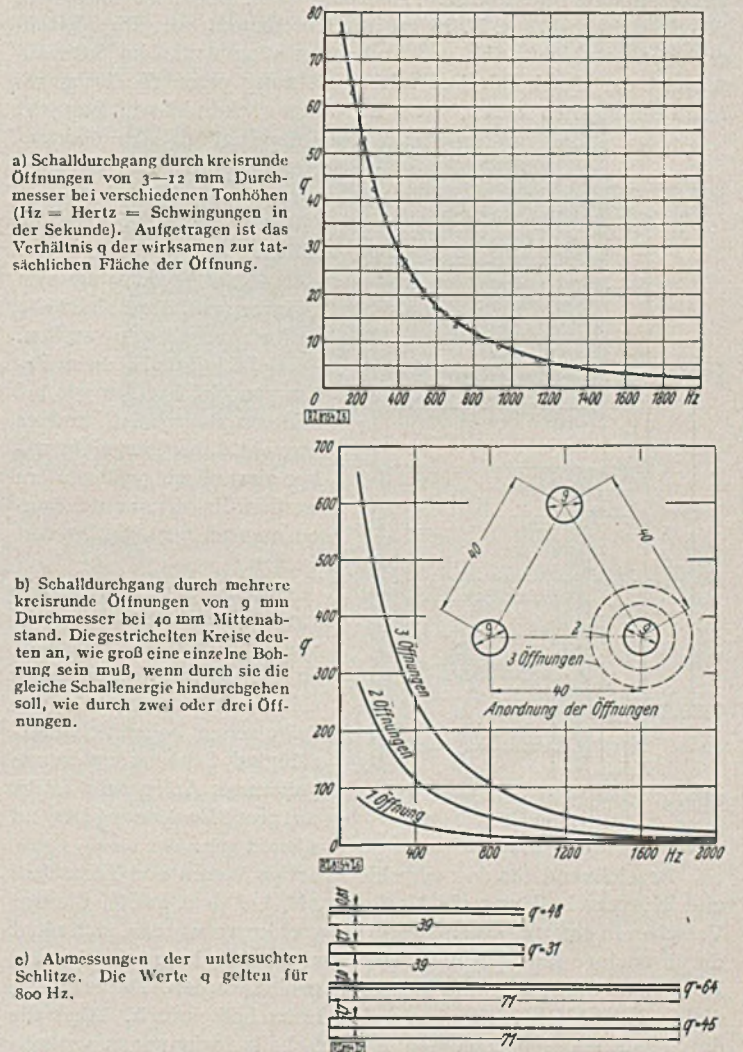 80
70
60
50
q
40
30
20
10
0 200 400 600 800 1000 1200 1400 1600 1800 Hz
a) Schalldurchgang durch kreisrunde
Öffnungen von 3—12 mm Durch-
messer bei verschiedenen Tonhöhen
(Hz = Hertz = Schwingungen in
der Sekunde). Aufgetragen ist das
Verhältnis q der wirksamen zur tat-
sächlichen Fläche der Öffnung.
700
600
500
400
q
300
200
100
0 400 800 1200 1600 Hz 2000
3 Öffnungen
2 Öffnungen
1 Öffnung
9
40
40
9
9
2
3 Öffnungen
40
Anordnung der Öffnungen
b) Schalldurchgang durch mehrere
kreisrunde Öffnungen von 9 mm
Durchmesser bei 40 mm Mittenab-
stand. Die gestrichelten Kreise deu-
ten an, wie groß eine einzelne Boh-
rung sein muß, wenn durch sie die
gleiche Schallenergie hindurchgehen
soll, wie durch zwei oder drei Öff-
nungen.
39 q=48
39 q=31
71 q=64
71 q=45
c) Abmessungen der untersuchten
Schlitze. Die Werte q gelten für
800 Hz.